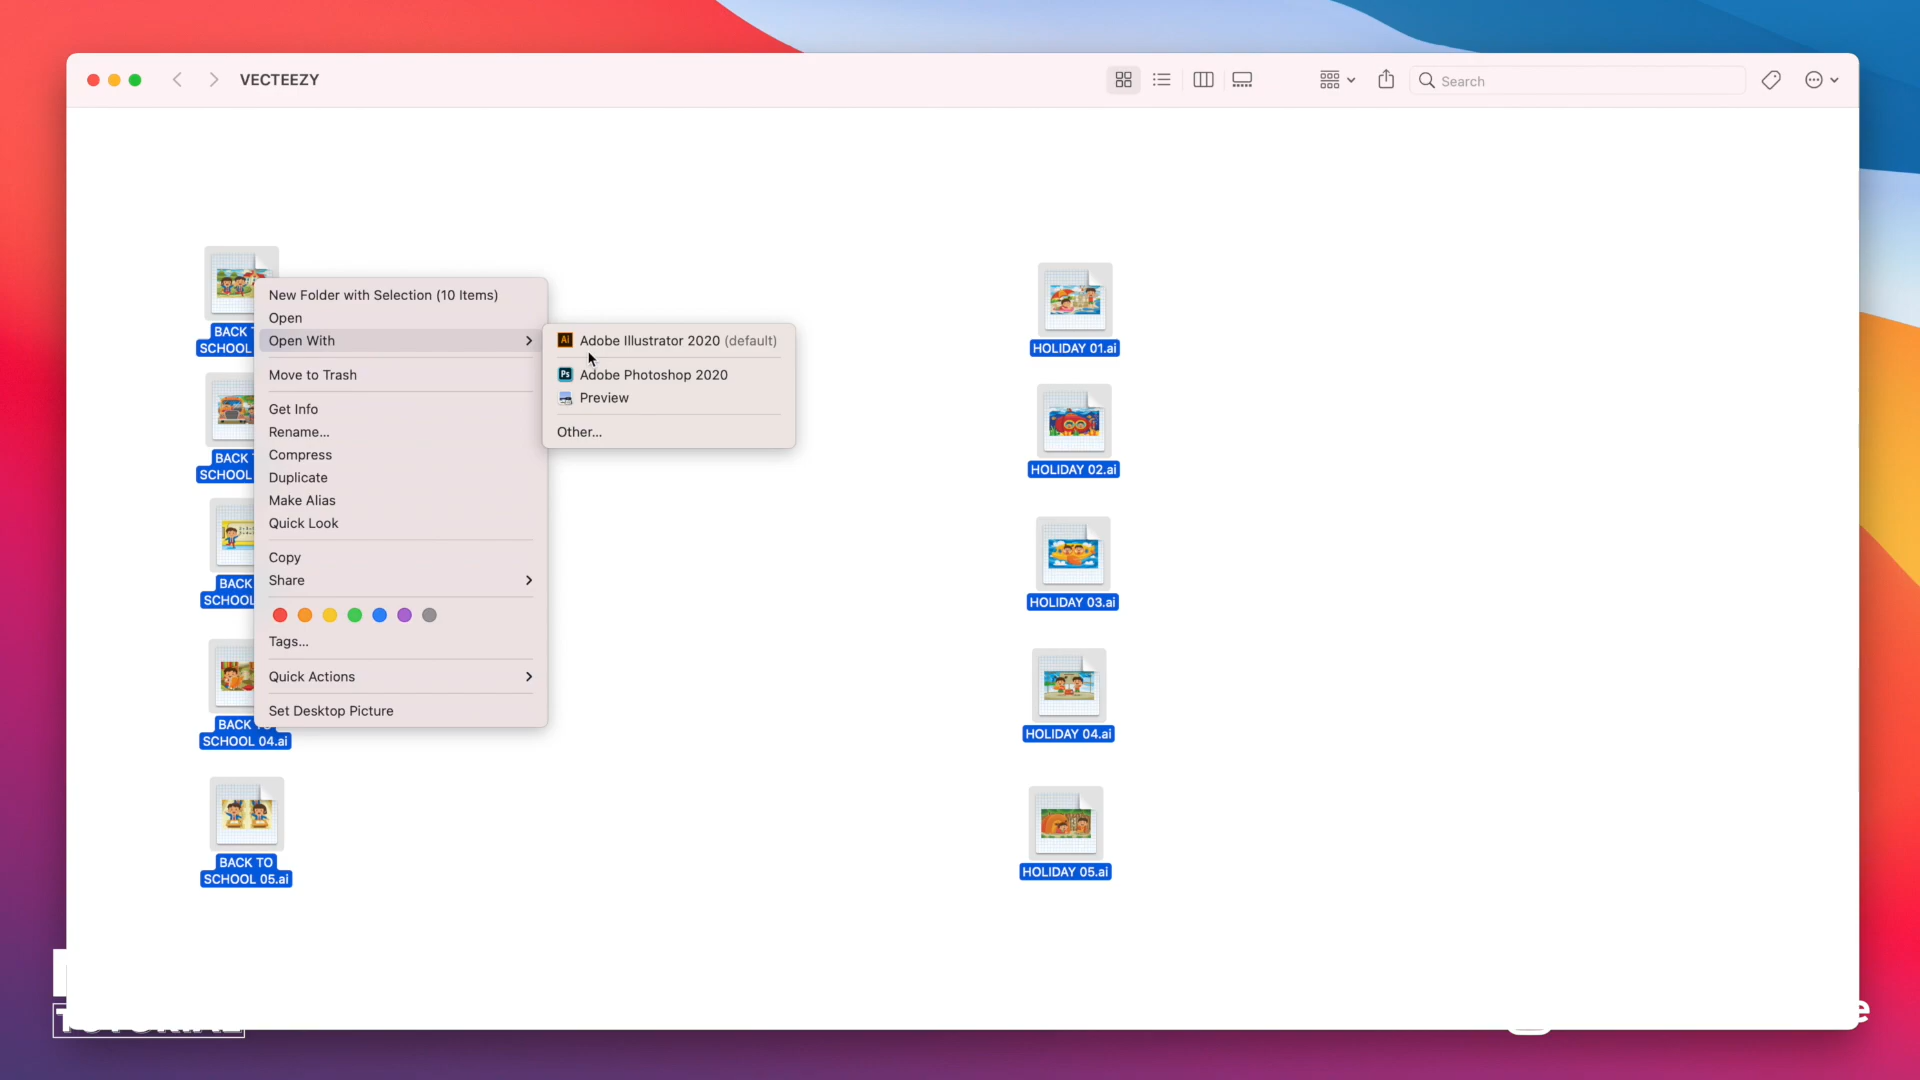 VECTEEZY
Search
BACK
SCHOOL
BACK
SCHOOL
BACK
SCHOOL
BACK TO
SCHOOL 04.ai
BACK TO
SCHOOL 05.ai
New Folder with Selection (10 Items)
Open
Open With
Move to Trash
Get Info
Rename...
Compress
Duplicate
Make Alias
Quick Look
Copy
Share
Tags...
Quick Actions
Set Desktop Picture
Ai Adobe Illustrator 2020 (default)
Ps Adobe Photoshop 2020
Preview
Other...
HOLIDAY 01.ai
HOLIDAY 02.ai
HOLIDAY 03.ai
HOLIDAY 04.ai
HOLIDAY 05.ai